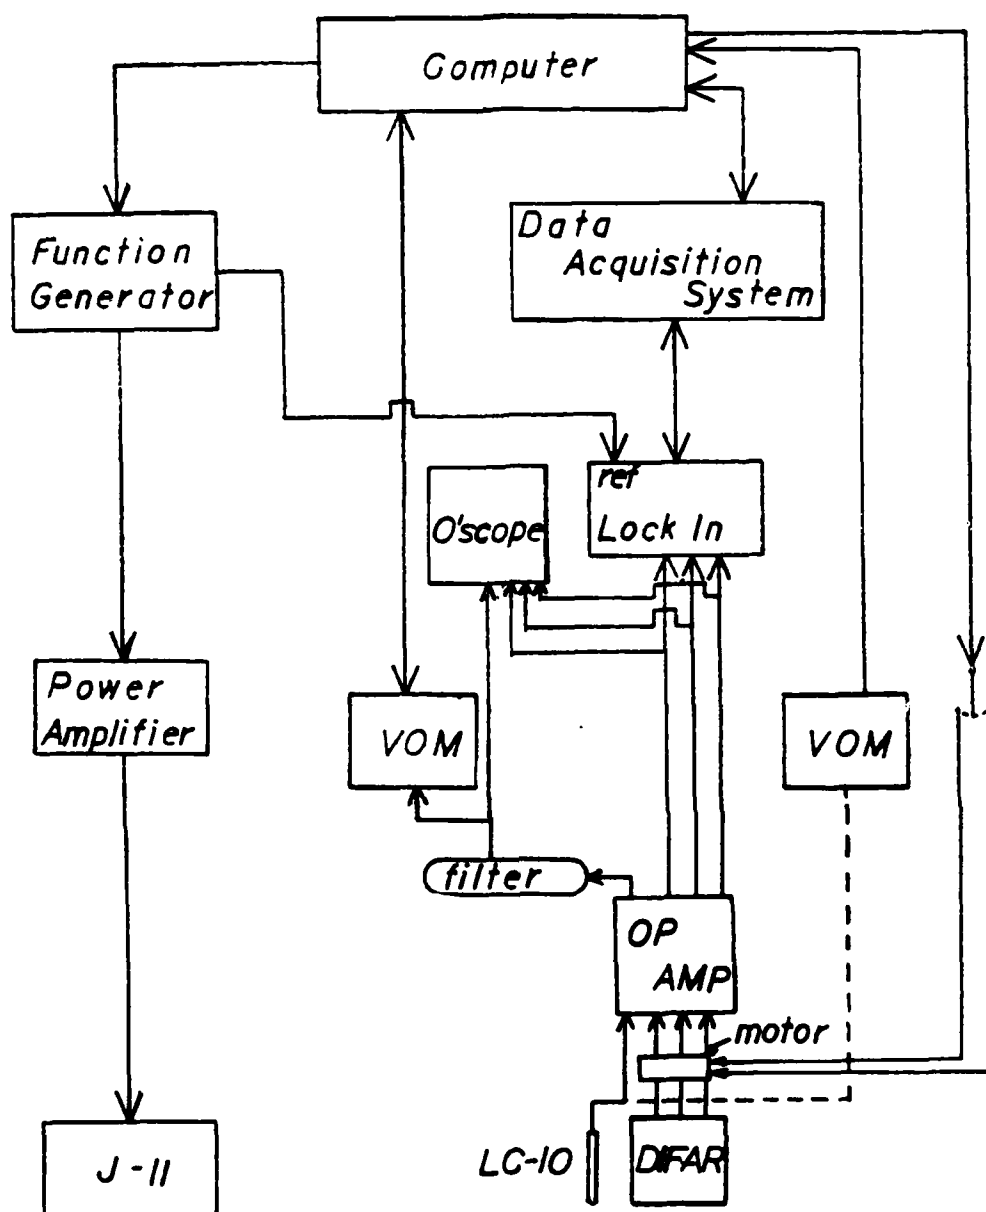 Computer
Function
Generator
Data
Acquisition
System
ref
Lock In
O'scope
Power
Amplifier
VOM
VOM
filter
OP
AMP
motor
LC-10
DIFAR
J-11